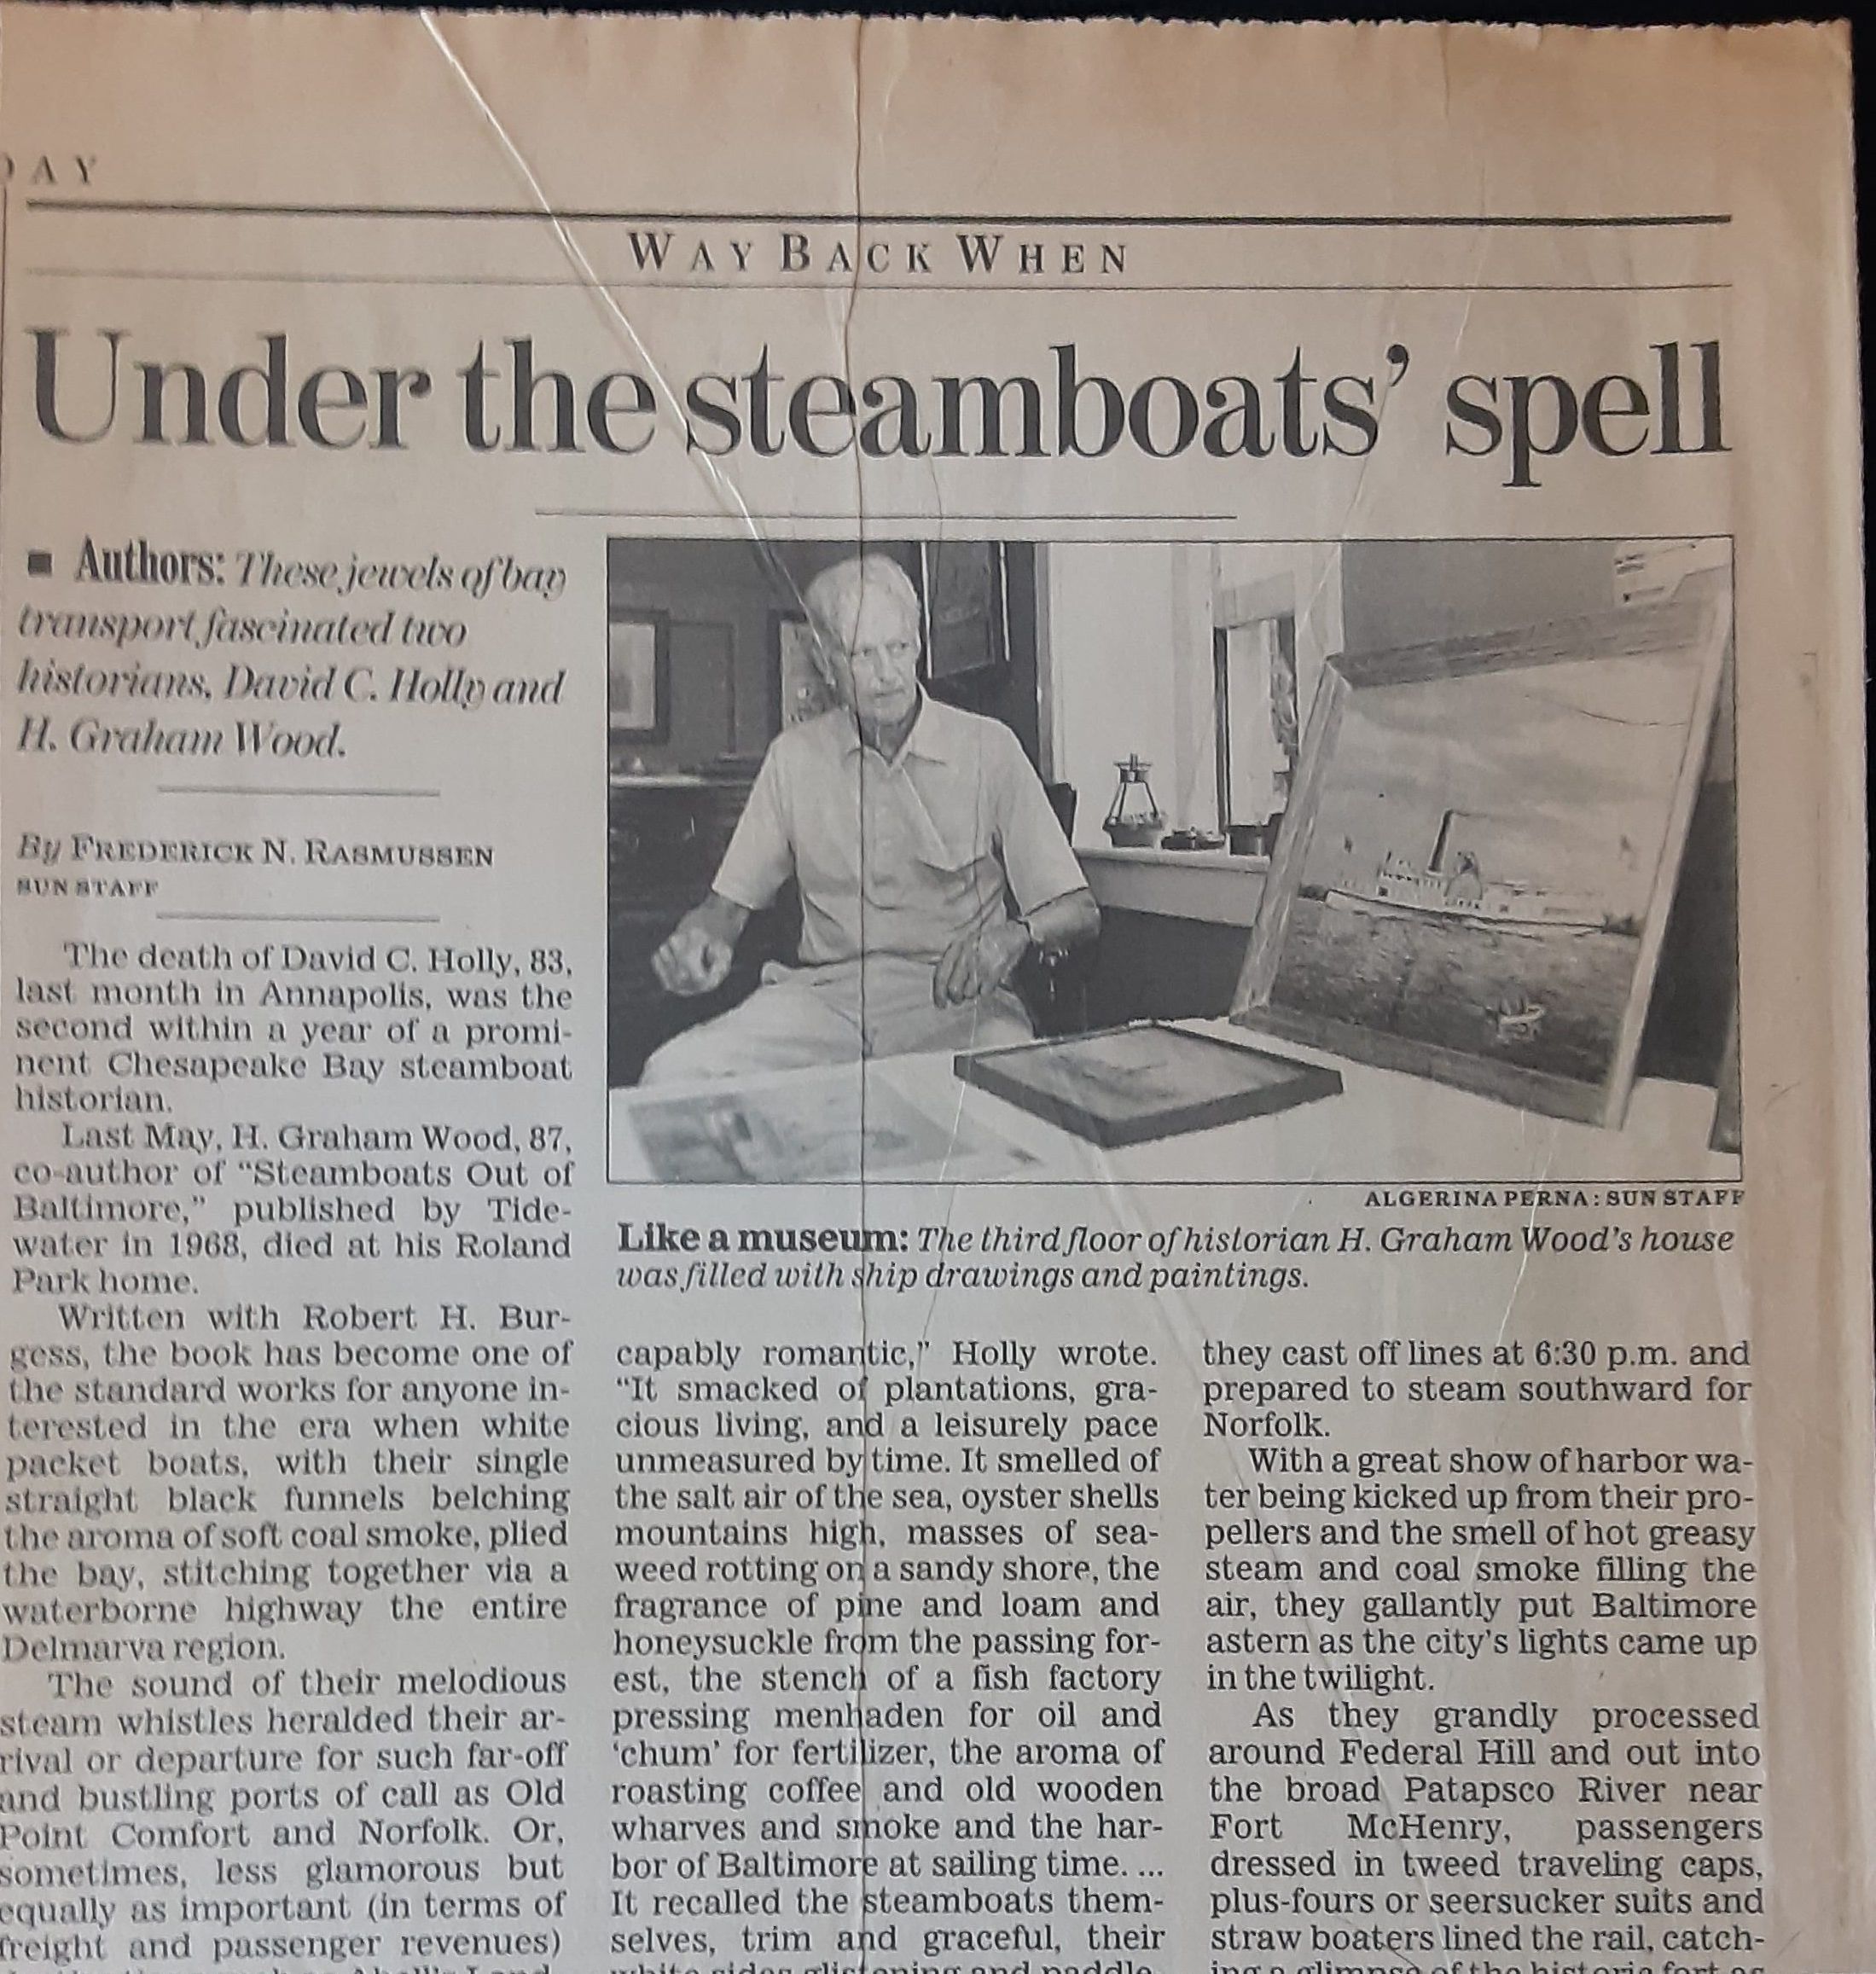 DAY
WAY BACK WHEN
Under the steamboats’ spell
■ Authors: These jewels of bay
transport fascinated two
historians, David C. Holly and
H. Graham Wood.
By FREDERICK N. RASMUSSEN
SUN STAFF
The death of David C. Holly, 83,
last month in Annapolis, was the
second within a year of a promi-
nent Chesapeake Bay steamboat
historian.
Last May, H. Graham Wood, 87,
co-author of “Steamboats Out of
Baltimore,” published by Tide-
water in 1968, died at his Roland
Park home.
Written with Robert H. Bur-
gess, the book has become one of
the standard works for anyone in-
terested in the era when white
packet boats, with their single
straight black funnels belching
the aroma of soft coal smoke, plied
the bay, stitching together via a
waterborne highway the entire
Delmarva region.
The sound of their melodious
steam whistles heralded their ar-
rival or departure for such far-off
and bustling ports of call as Old
Point Comfort and Norfolk. Or,
sometimes, less glamorous but
equally as important (in terms of
freight and passenger revenues)
ALGERINA PERNA : SUN STAFF
Like a museum: The third floor of historian H. Graham Wood’s house
was filled with ship drawings and paintings.
capably romantic,” Holly wrote.
“It smacked of plantations, gra-
cious living, and a leisurely pace
unmeasured by time. It smelled of
the salt air of the sea, oyster shells
mountains high, masses of sea-
weed rotting on a sandy shore, the
fragrance of pine and loam and
honeysuckle from the passing for-
est, the stench of a fish factory
pressing menhaden for oil and
‘chum’ for fertilizer, the aroma of
roasting coffee and old wooden
wharves and smoke and the har-
bor of Baltimore at sailing time. ...
It recalled the steamboats them-
selves, trim and graceful, their
white sides glistening and paddle
they cast off lines at 6:30 p.m. and
prepared to steam southward for
Norfolk.
With a great show of harbor wa-
ter being kicked up from their pro-
pellers and the smell of hot greasy
steam and coal smoke filling the
air, they gallantly put Baltimore
astern as the city’s lights came up
in the twilight.
As they grandly processed
around Federal Hill and out into
the broad Patapsco River near
Fort McHenry, passengers
dressed in tweed traveling caps,
plus-fours or seersucker suits and
straw boaters lined the rail, catch-
ing a glimpse of the historic fort as